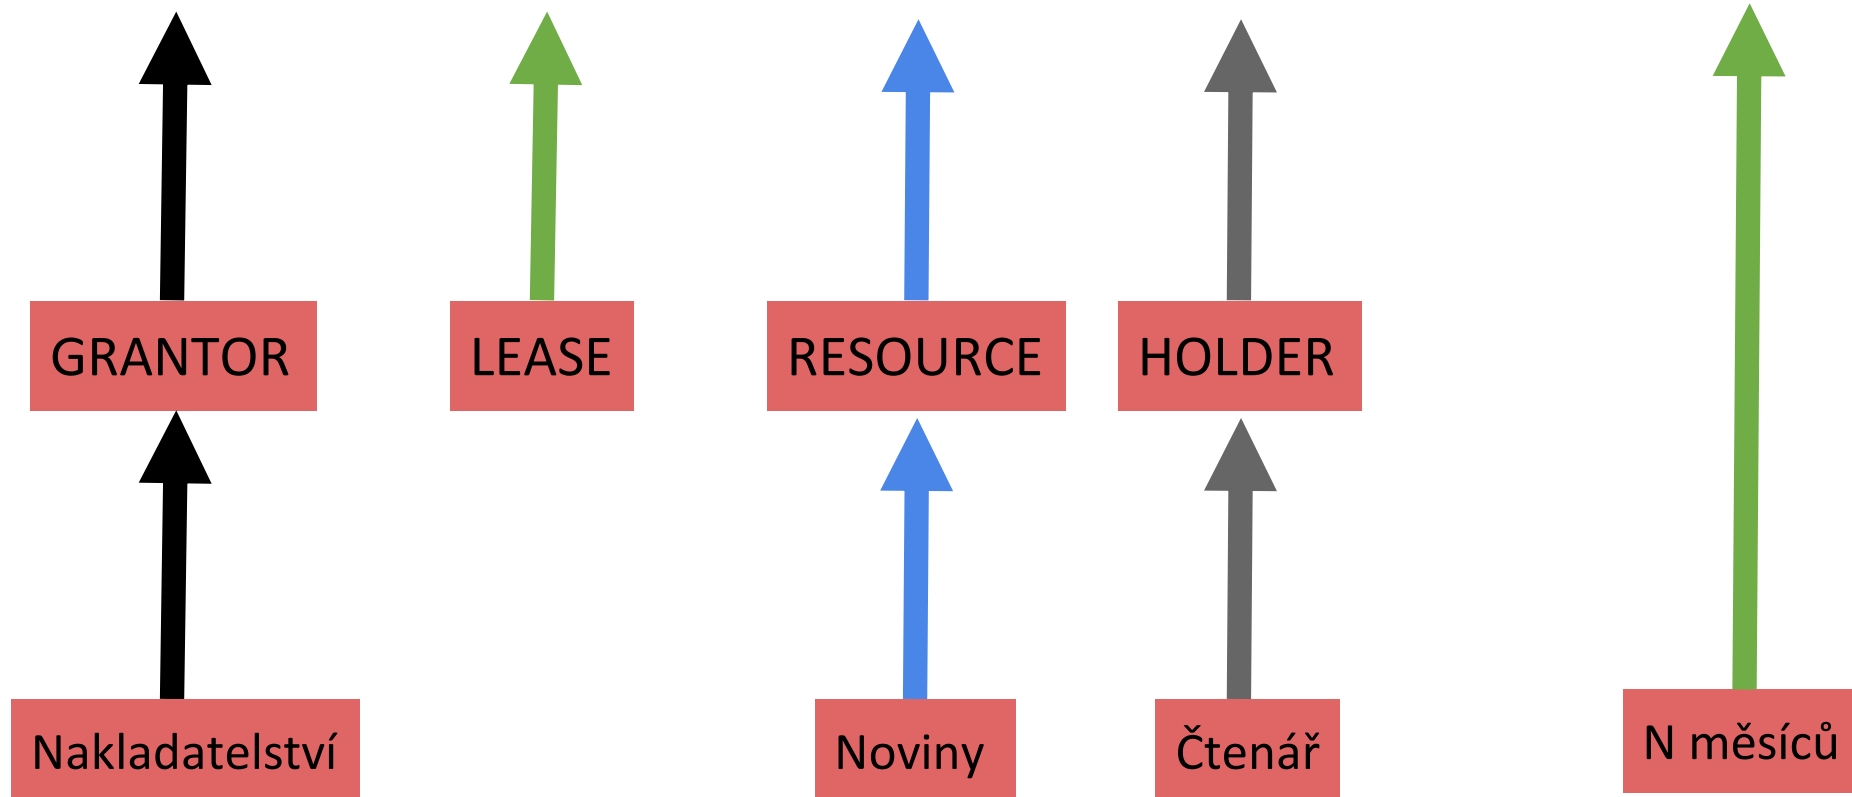 GRANTOR
LEASE
RESOURCE
HOLDER
Nakladatelství
Noviny
Čtenář
N měsíců